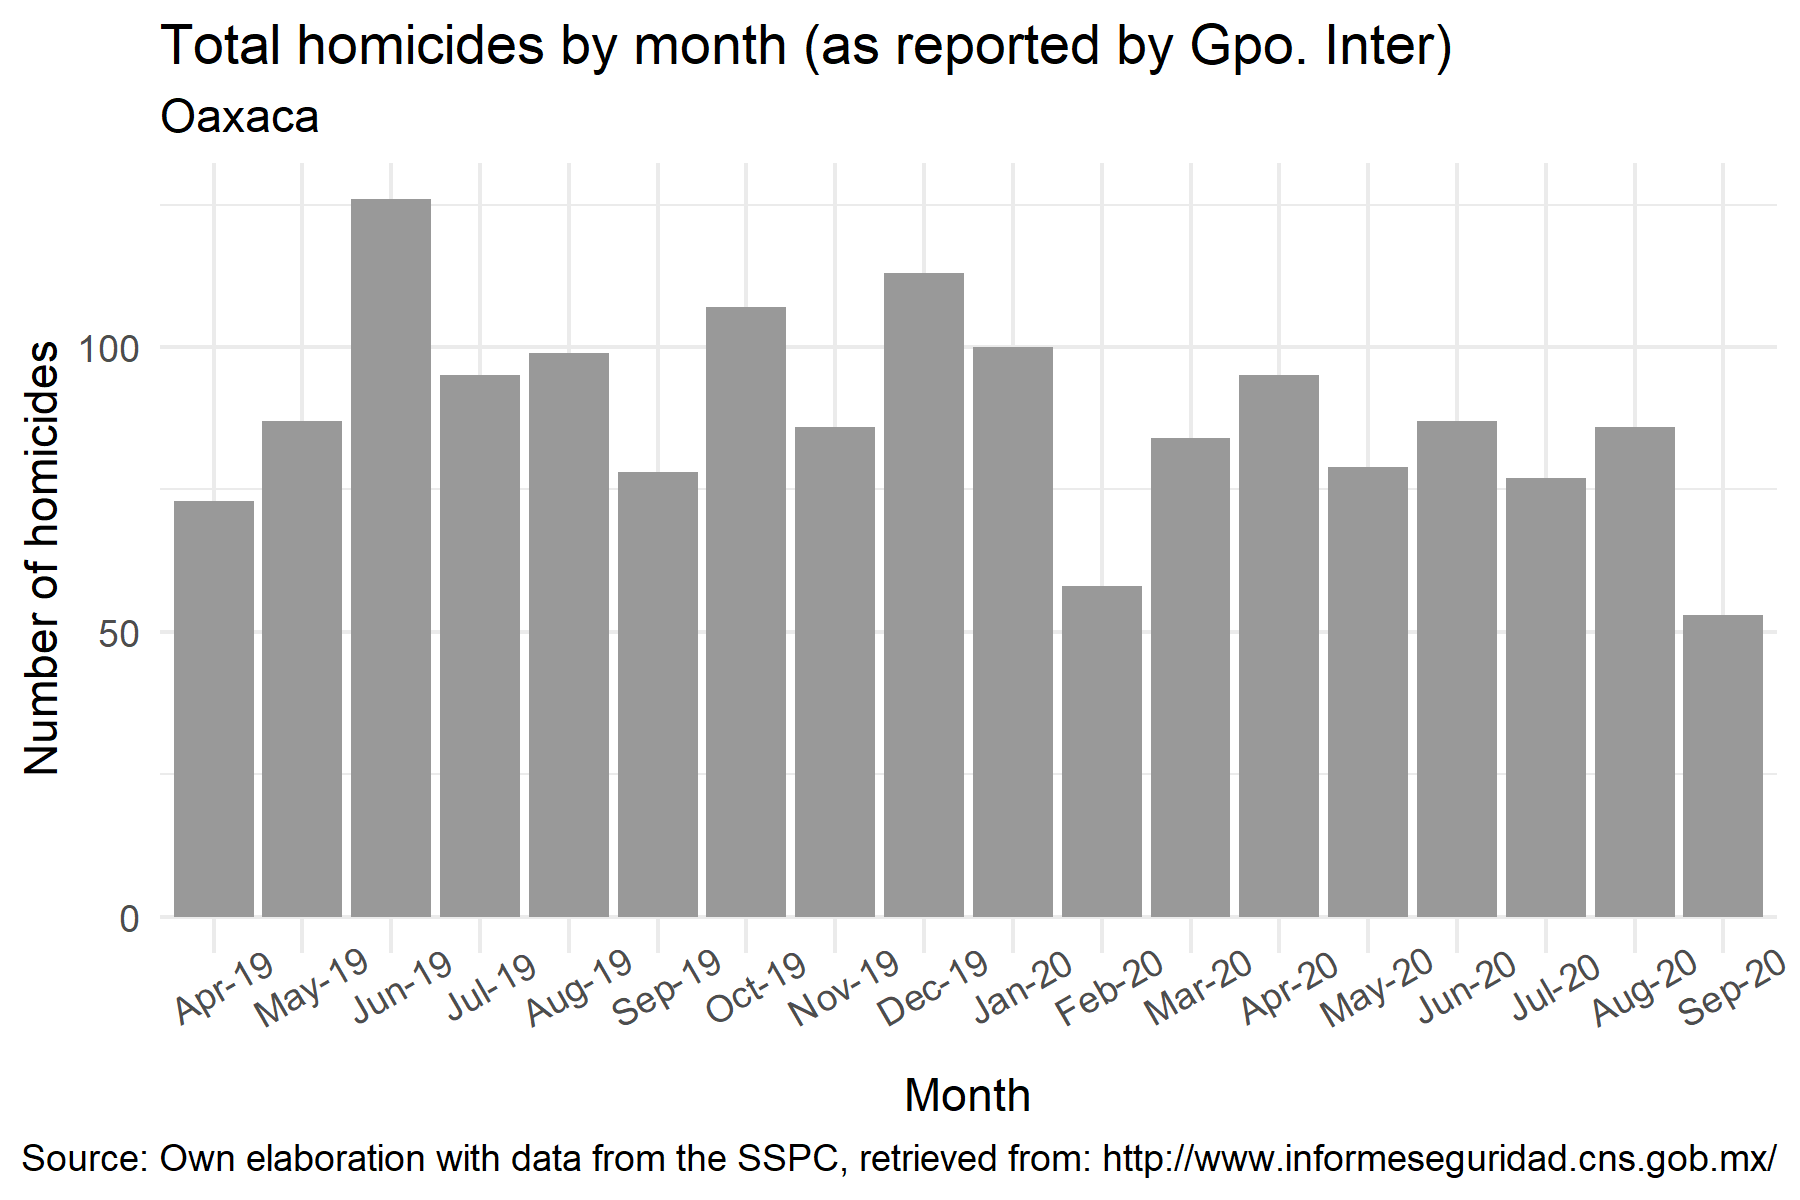 Total homicides by month (as reported by Gpo. Inter)
Oaxaca
Number of homicides
100
50
0
Apr-19
May-19
Jun-19
Jul-19
Aug-19
Sep-19
Oct-19
Nov-19
Dec-19
Jan-20
Feb-20
Mar-20
Apr-20
May-20
Jun-20
Jul-20
Aug-20
Sep-20
Month
Source: Own elaboration with data from the SSPC, retrieved from: http://www.informeseguridad.cns.gob.mx/